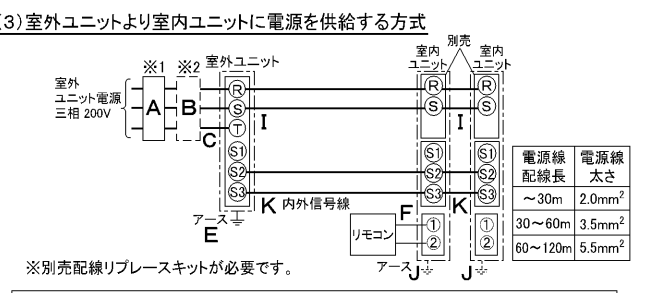 (3)室外ユニットより室内ユニットに電源を供給する方式
※1 ※2 室外ユニット
室内ユニット
別売
室内ユニット
室外
ユニット電源
三相 200V
A
B
C
R
S
T
S1
S2
S3
アース
E
I
K 内外信号線
R
S
S1
S2
S3
F
リモコン
①
②
アース J
I
K
R
S
S1
S2
S3
①
②
J
電源線配線長 電源線太さ
～30m 2.0mm²
30～60m 3.5mm²
60～120m 5.5mm²
※別売配線リプレースキットが必要です。